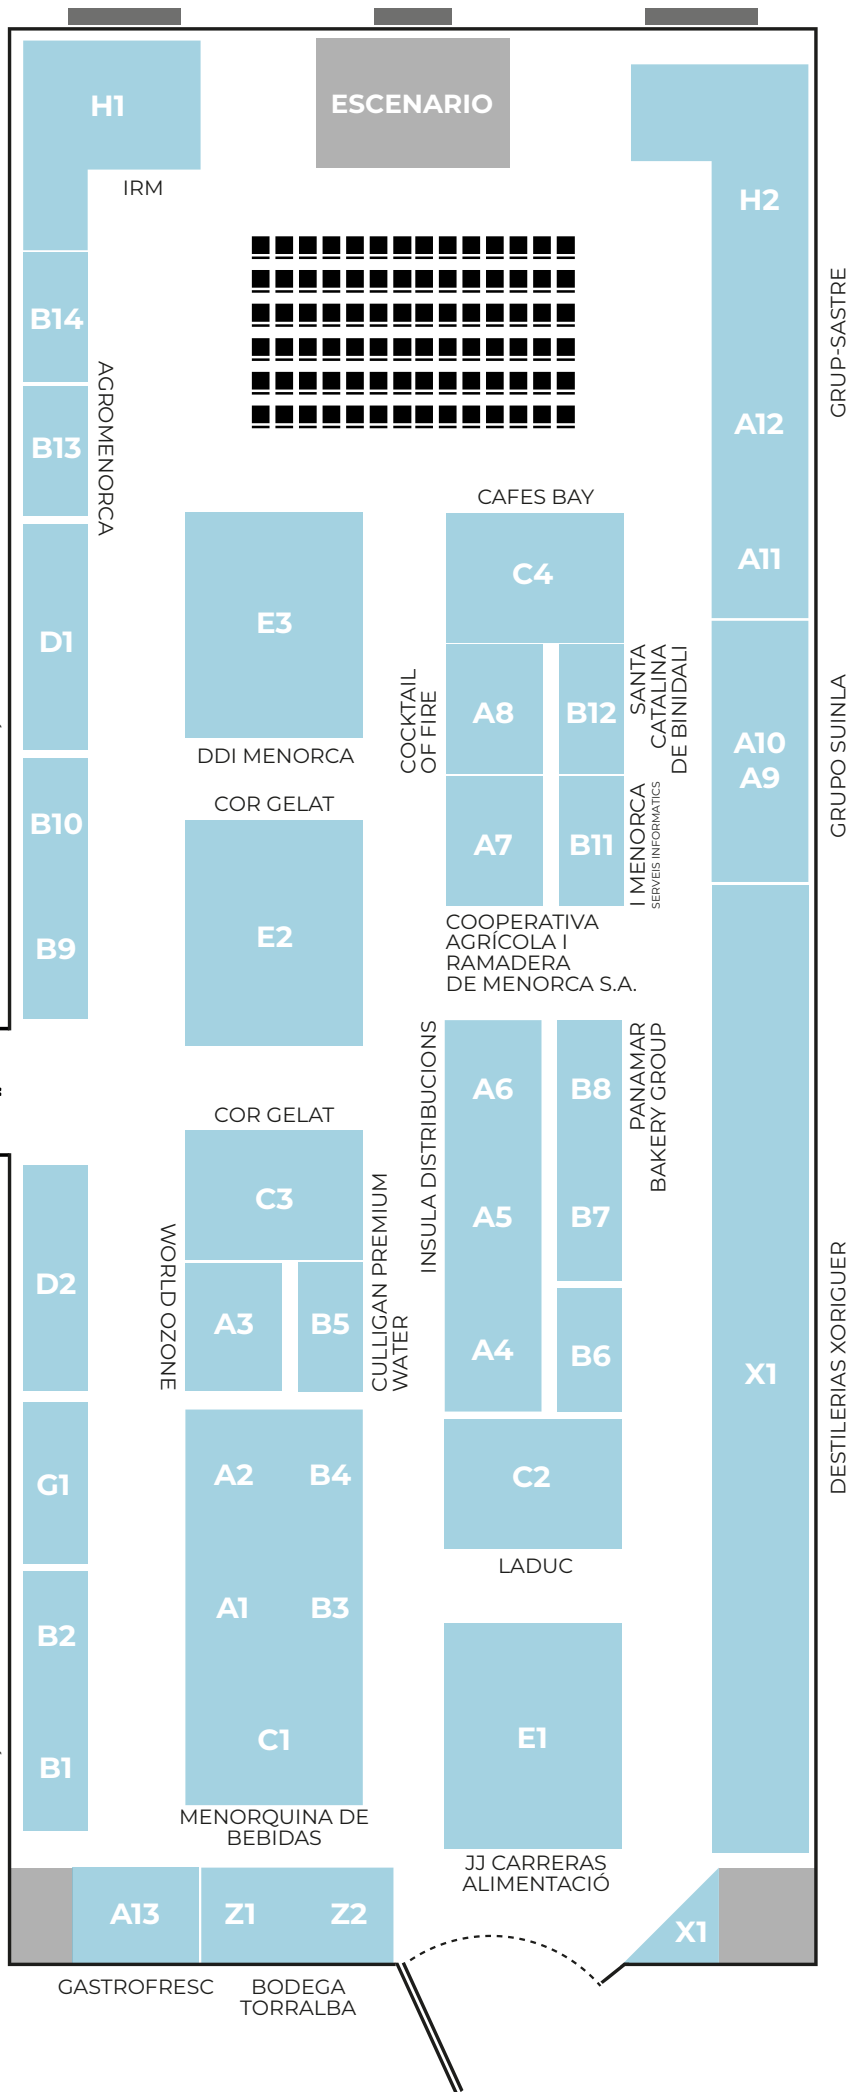 H1
ESCENARIO
IRM
H2
B14
GRUP-SASTRE
AGROMENORCA
B13
A12
CAFES BAY
C4
A11
E3
D1
COCKTAIL
OF FIRE
A8
B12
SANTA
CATALINA
DE BINIDALI
A10
A9
GRUPO SUINLA
DDI MENORCA
COR GELAT
B10
A7
B11
I MENORCA
SERVEIS INFORMATICS
E2
B9
COOPERATIVA
AGRÍCOLA I
RAMADERA
DE MENORCA S.A.
INSULA DISTRIBUCIONS
A6
B8
PANAMAR
BAKERY GROUP
COR GELAT
C3
A5
B7
D2
WORLD OZONE
A3
B5
CULLIGAN PREMIUM
WATER
A4
B6
X1
DESTILERIAS XORIGUER
G1
A2
B4
C2
LADUC
B2
A1
B3
B1
C1
E1
MENORQUINA DE
BEBIDAS
JJ CARRERAS
ALIMENTACIÓ
A13
Z1
Z2
X1
GASTROFRESC
BODEGA
TORRALBA